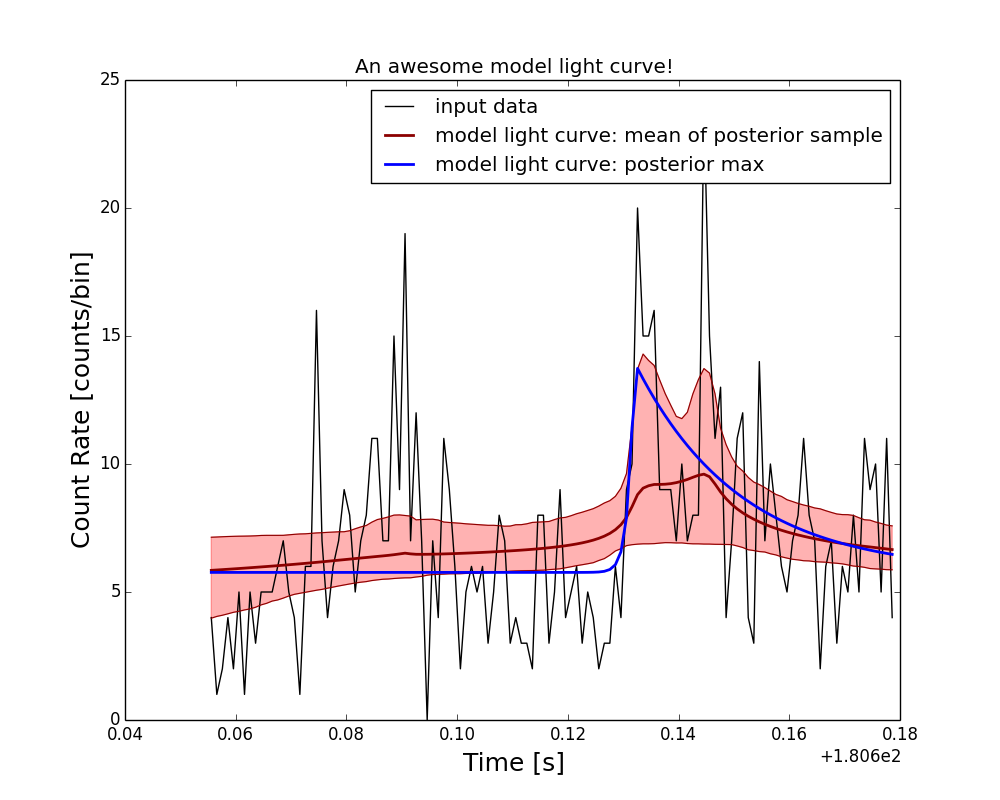 An awesome model light curve!
25
input data
model light curve: mean of posterior sample
model light curve: posterior max
20
15
10
5
0
Count Rate [counts/bin]
0.04 0.06 0.08 0.10 0.12 0.14 0.16 0.18
Time [s]
+1.806e2